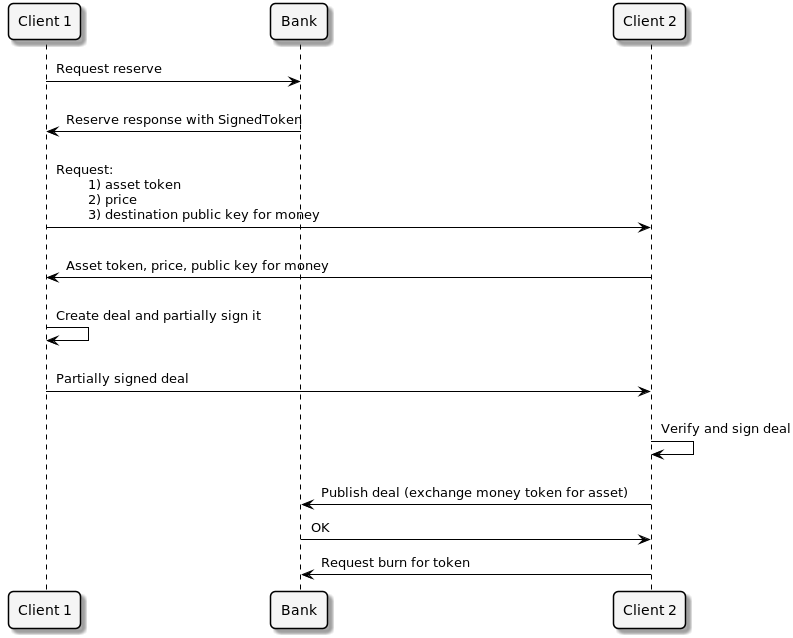 Client 1
Bank
Client 2
Request reserve
Reserve response with SignedToken
Request:
1) asset token
2) price
3) destination public key for money
Asset token, price, public key for money
Create deal and partially sign it
Partially signed deal
Verify and sign deal
Publish deal (exchange money token for asset)
OK
Request burn for token
Client 1
Bank
Client 2